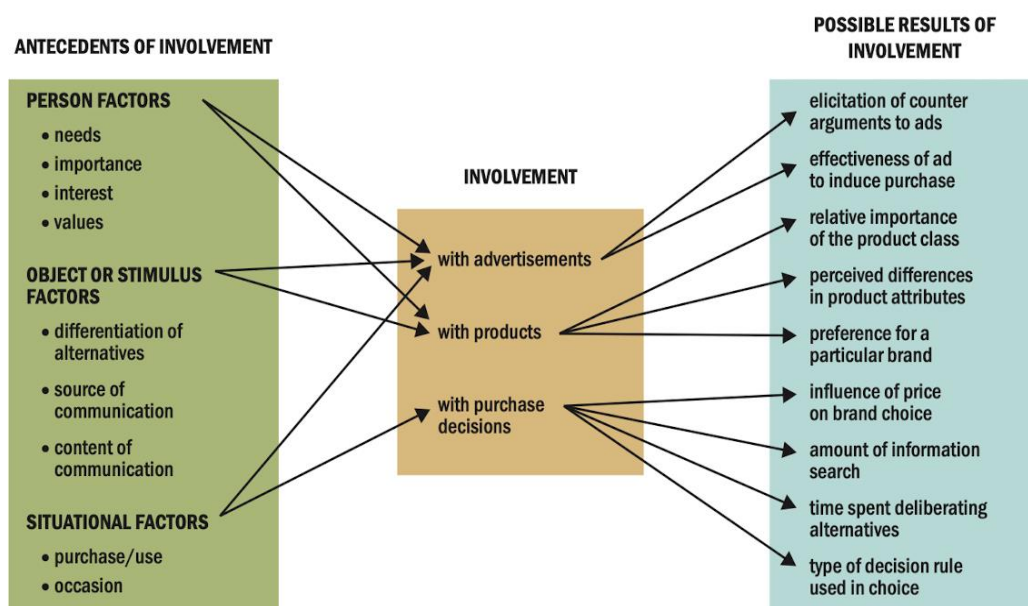 ANTECEDENTS OF INVOLVEMENT
PERSON FACTORS
• needs
• importance
• interest
• values
OBJECT OR STIMULUS
FACTORS
• differentiation of
alternatives
• source of
communication
• content of
communication
SITUATIONAL FACTORS
• purchase/use
• occasion
INVOLVEMENT
with advertisements
with products
with purchase
decisions
POSSIBLE RESULTS OF
INVOLVEMENT
elicitation of counter
arguments to ads
effectiveness of ad
to induce purchase
relative importance
of the product class
perceived differences
in product attributes
preference for a
particular brand
influence of price
on brand choice
amount of information
search
time spent deliberating
alternatives
type of decision rule
used in choice